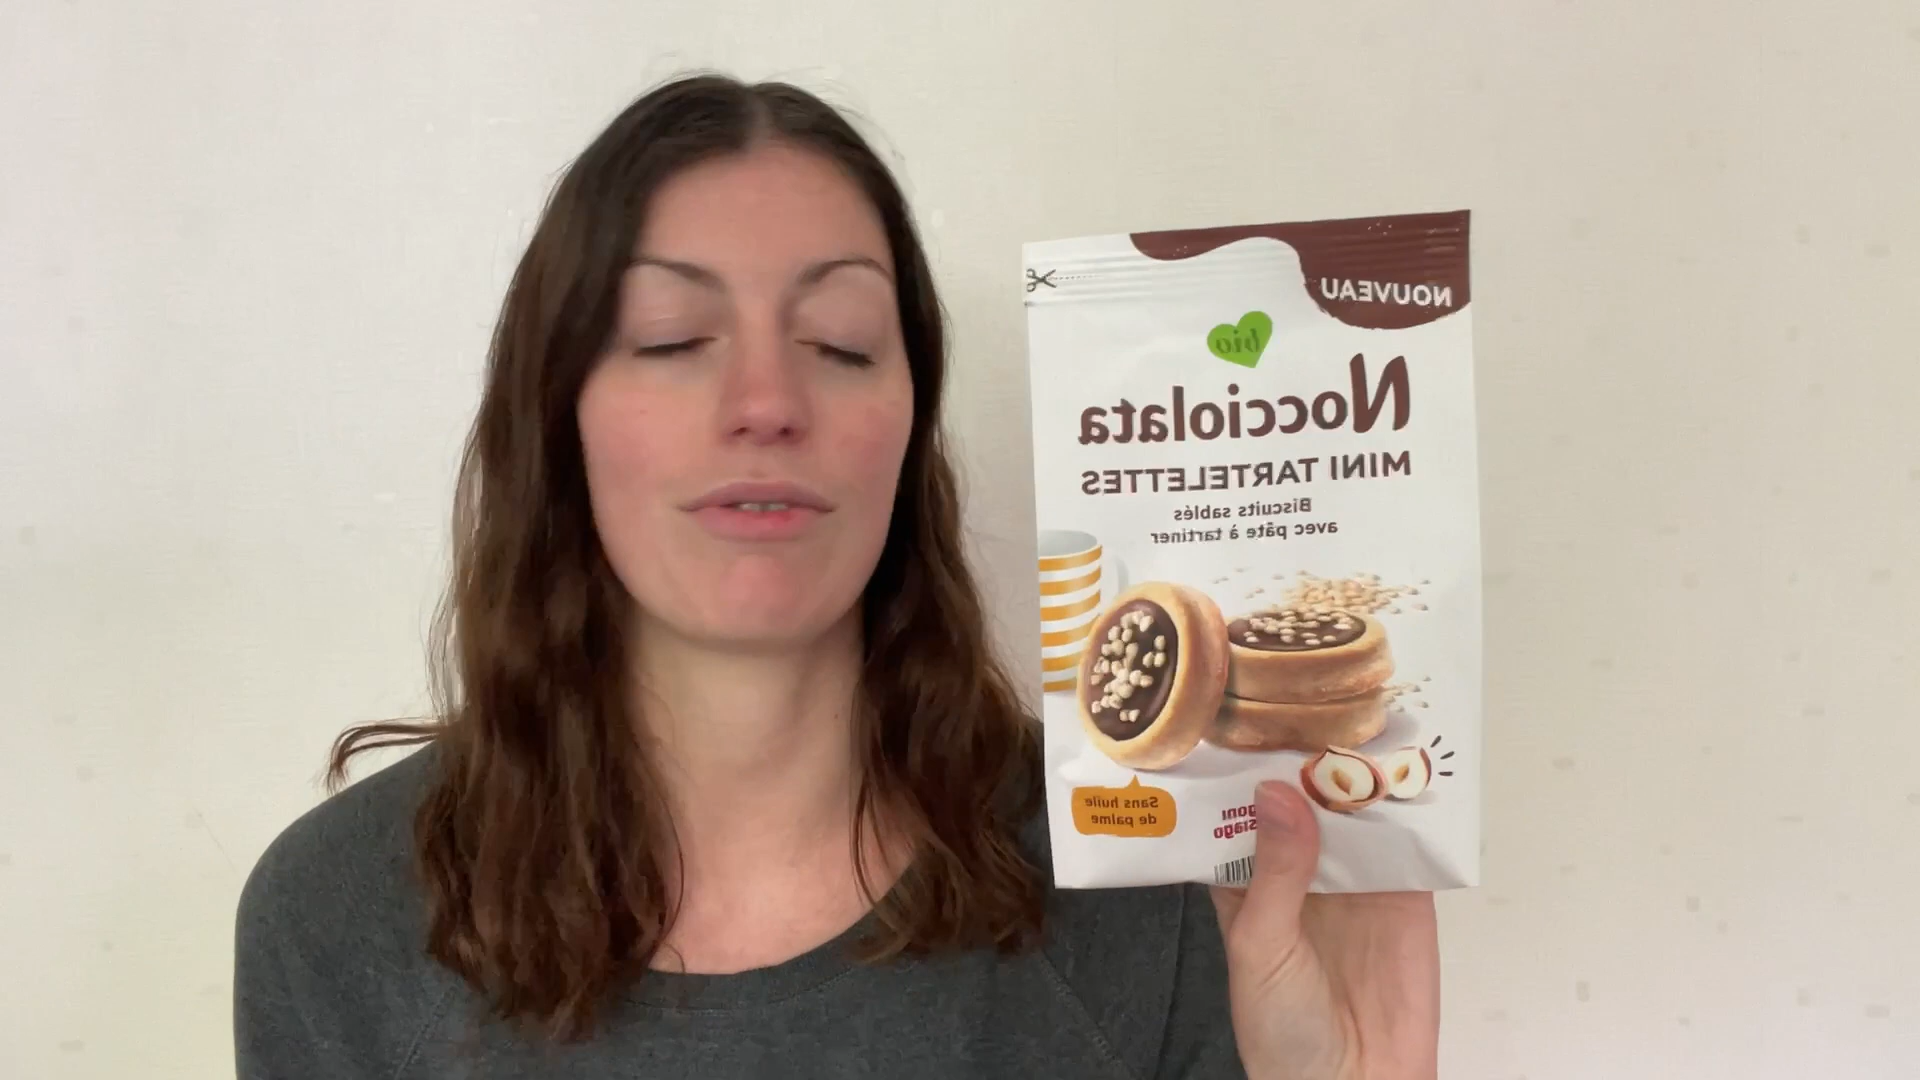 NOUVEAU
bio
Nocciolata
MINI TARTELETTES
Biscuits sablés
avec pâte à tartiner
Sans huile
de palme